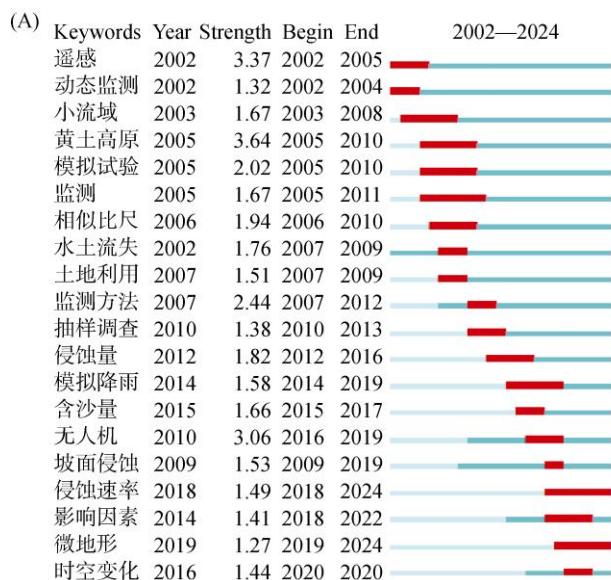 (A)
Keywords Year Strength Begin End 2002—2024
遥感 2002 3.37 2002 2005
动态监测 2002 1.32 2002 2004
小流域 2003 1.67 2003 2008
黄土高原 2005 3.64 2005 2010
模拟试验 2005 2.02 2005 2010
监测 2005 1.67 2005 2011
相似比尺 2006 1.94 2006 2010
水土流失 2002 1.76 2007 2009
土地利用 2007 1.51 2007 2009
监测方法 2007 2.44 2007 2012
抽样调查 2010 1.38 2010 2013
侵蚀量 2012 1.82 2012 2016
模拟降雨 2014 1.58 2014 2019
含沙量 2015 1.66 2015 2017
无人机 2010 3.06 2016 2019
坡面侵蚀 2009 1.53 2009 2019
侵蚀速率 2018 1.49 2018 2024
影响因素 2014 1.41 2018 2022
微地形 2019 1.27 2019 2024
时空变化 2016 1.44 2020 2020